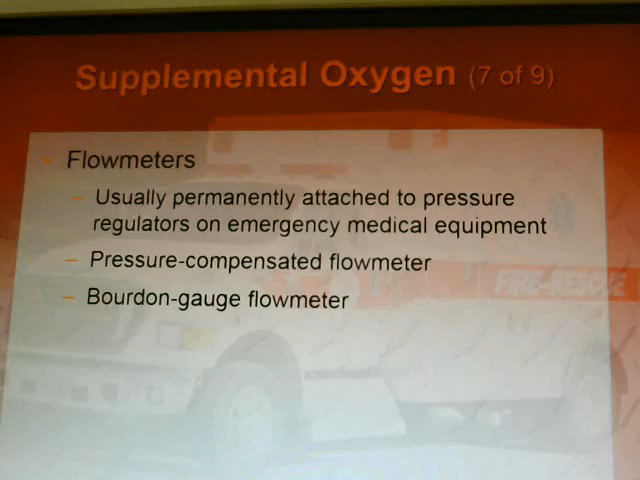 Supplemental Oxygen (7 of 9)
• Flowmeters
– Usually permanently attached to pressure
regulators on emergency medical equipment
– Pressure-compensated flowmeter
– Bourdon-gauge flowmeter
FIRE-RESCUE